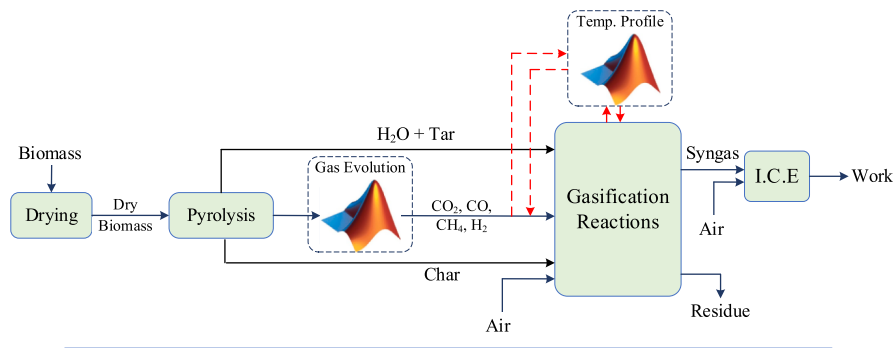 Temp. Profile
H₂O + Tar
Biomass
Gas Evolution
Syngas
I.C.E
Work
Drying
Dry
Biomass
Pyrolysis
CO₂, CO,
CH₄, H₂
Gasification
Reactions
Air
Char
Air
Residue